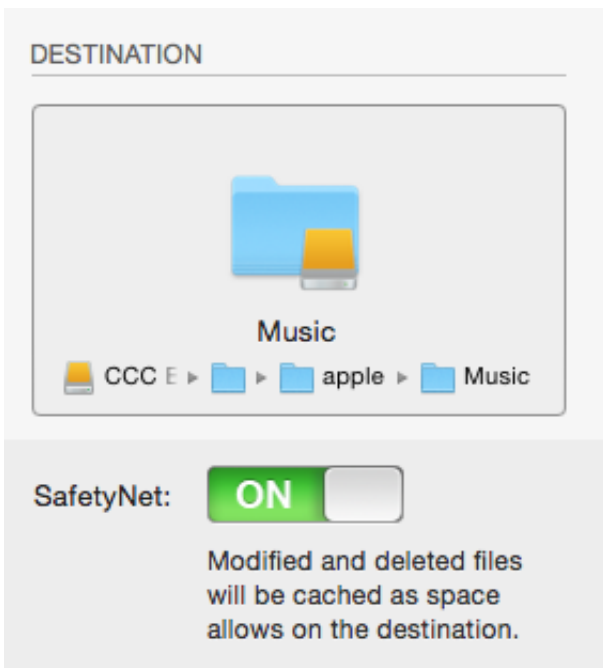 DESTINATION
Music
CCC E apple Music
SafetyNet: ON
Modified and deleted files
will be cached as space
allows on the destination.